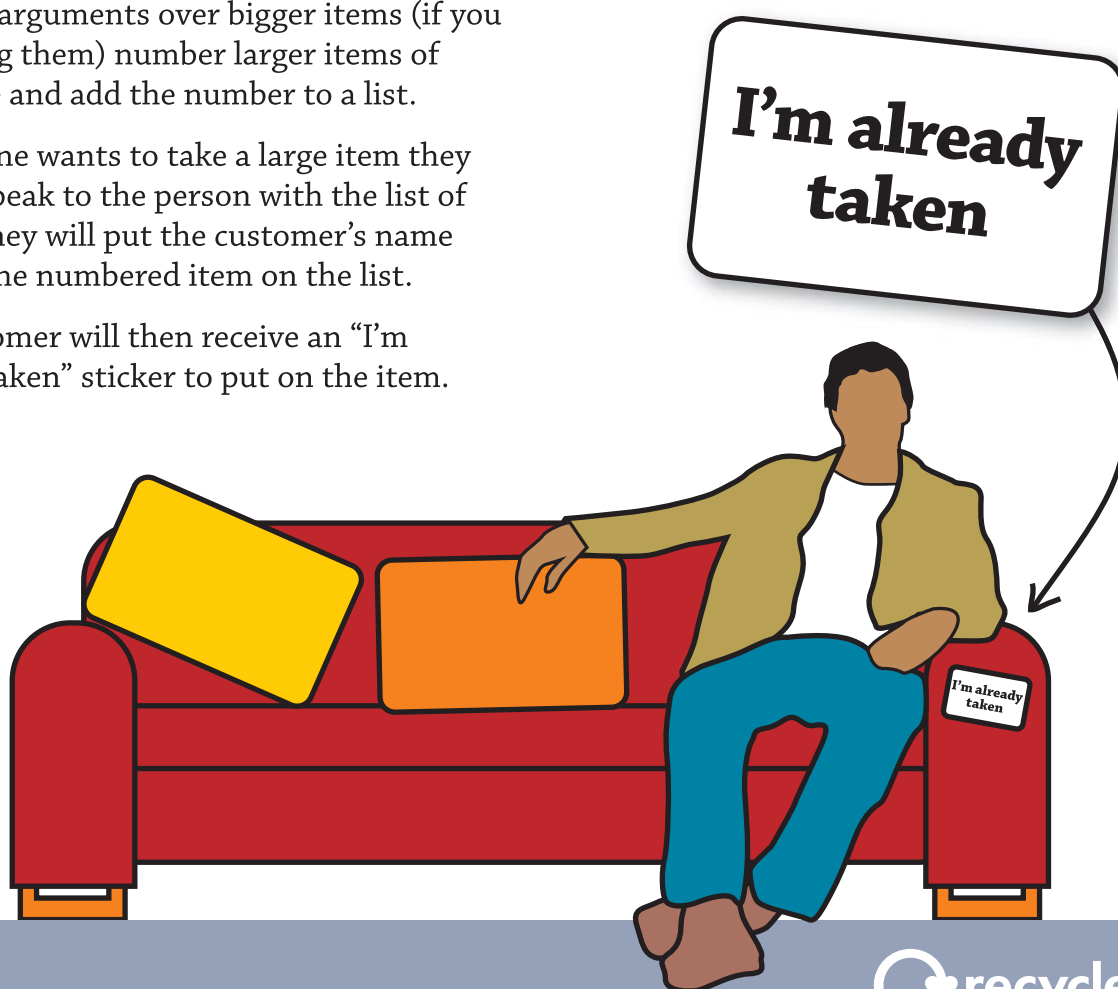 arguments over bigger items (if you
g them) number larger items of
and add the number to a list.
ne wants to take a large item they
peak to the person with the list of
hey will put the customer’s name
he numbered item on the list.
omer will then receive an “I’m
aken” sticker to put on the item.
I’m already
taken
I’m already
taken
recycle